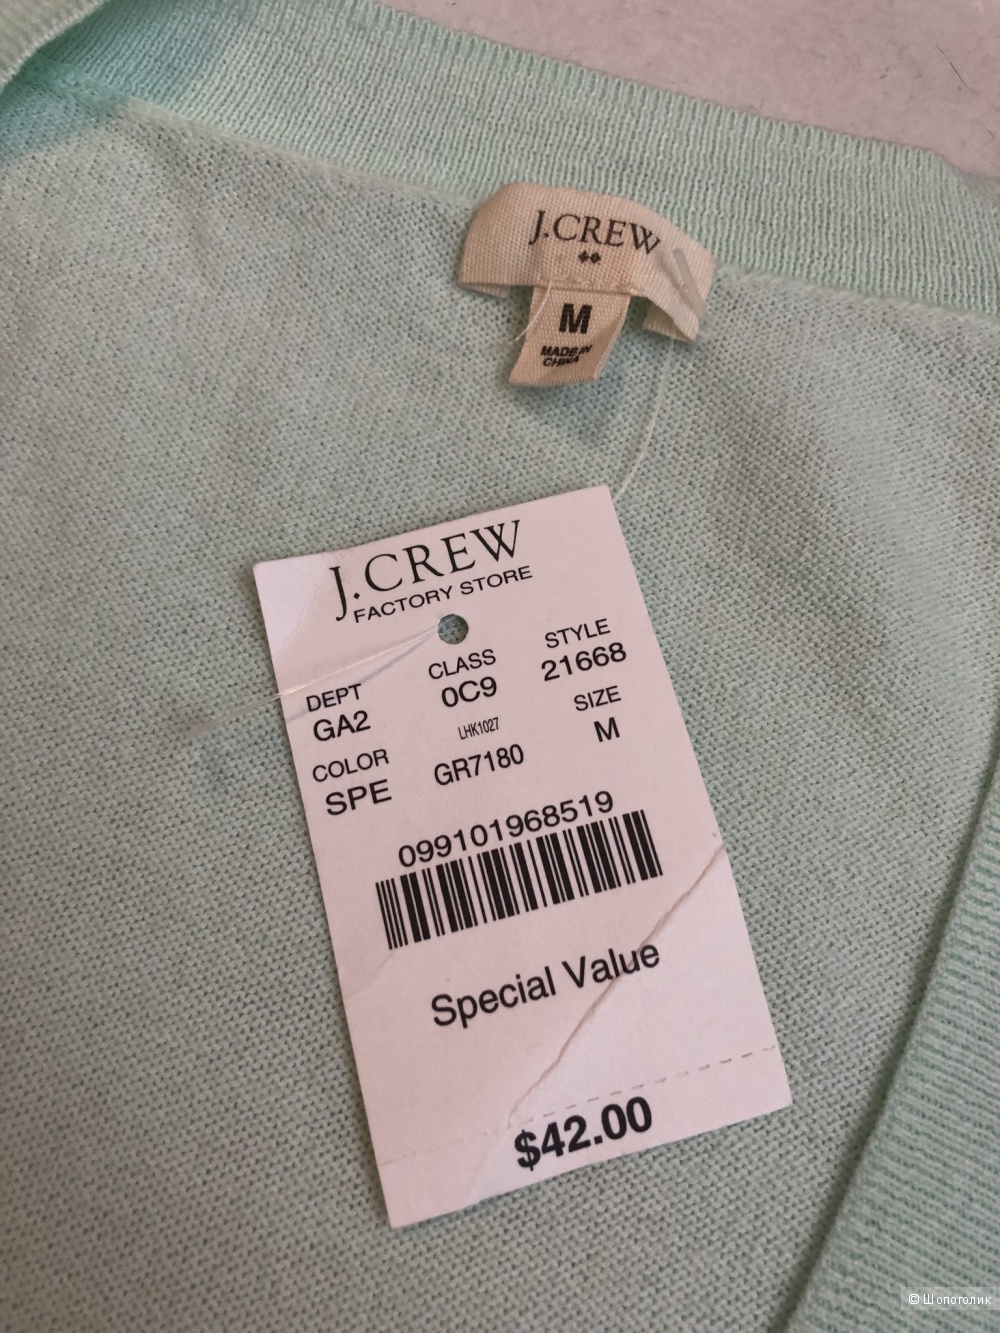 J.CREW
M
MADE IN
CHINA
J.CREW
FACTORY STORE
DEPT CLASS STYLE
GA2 0C9 21668
LHK1027
COLOR SIZE
SPE GR7180 M
099101968519
Special Value
$42.00
© Шопоголик